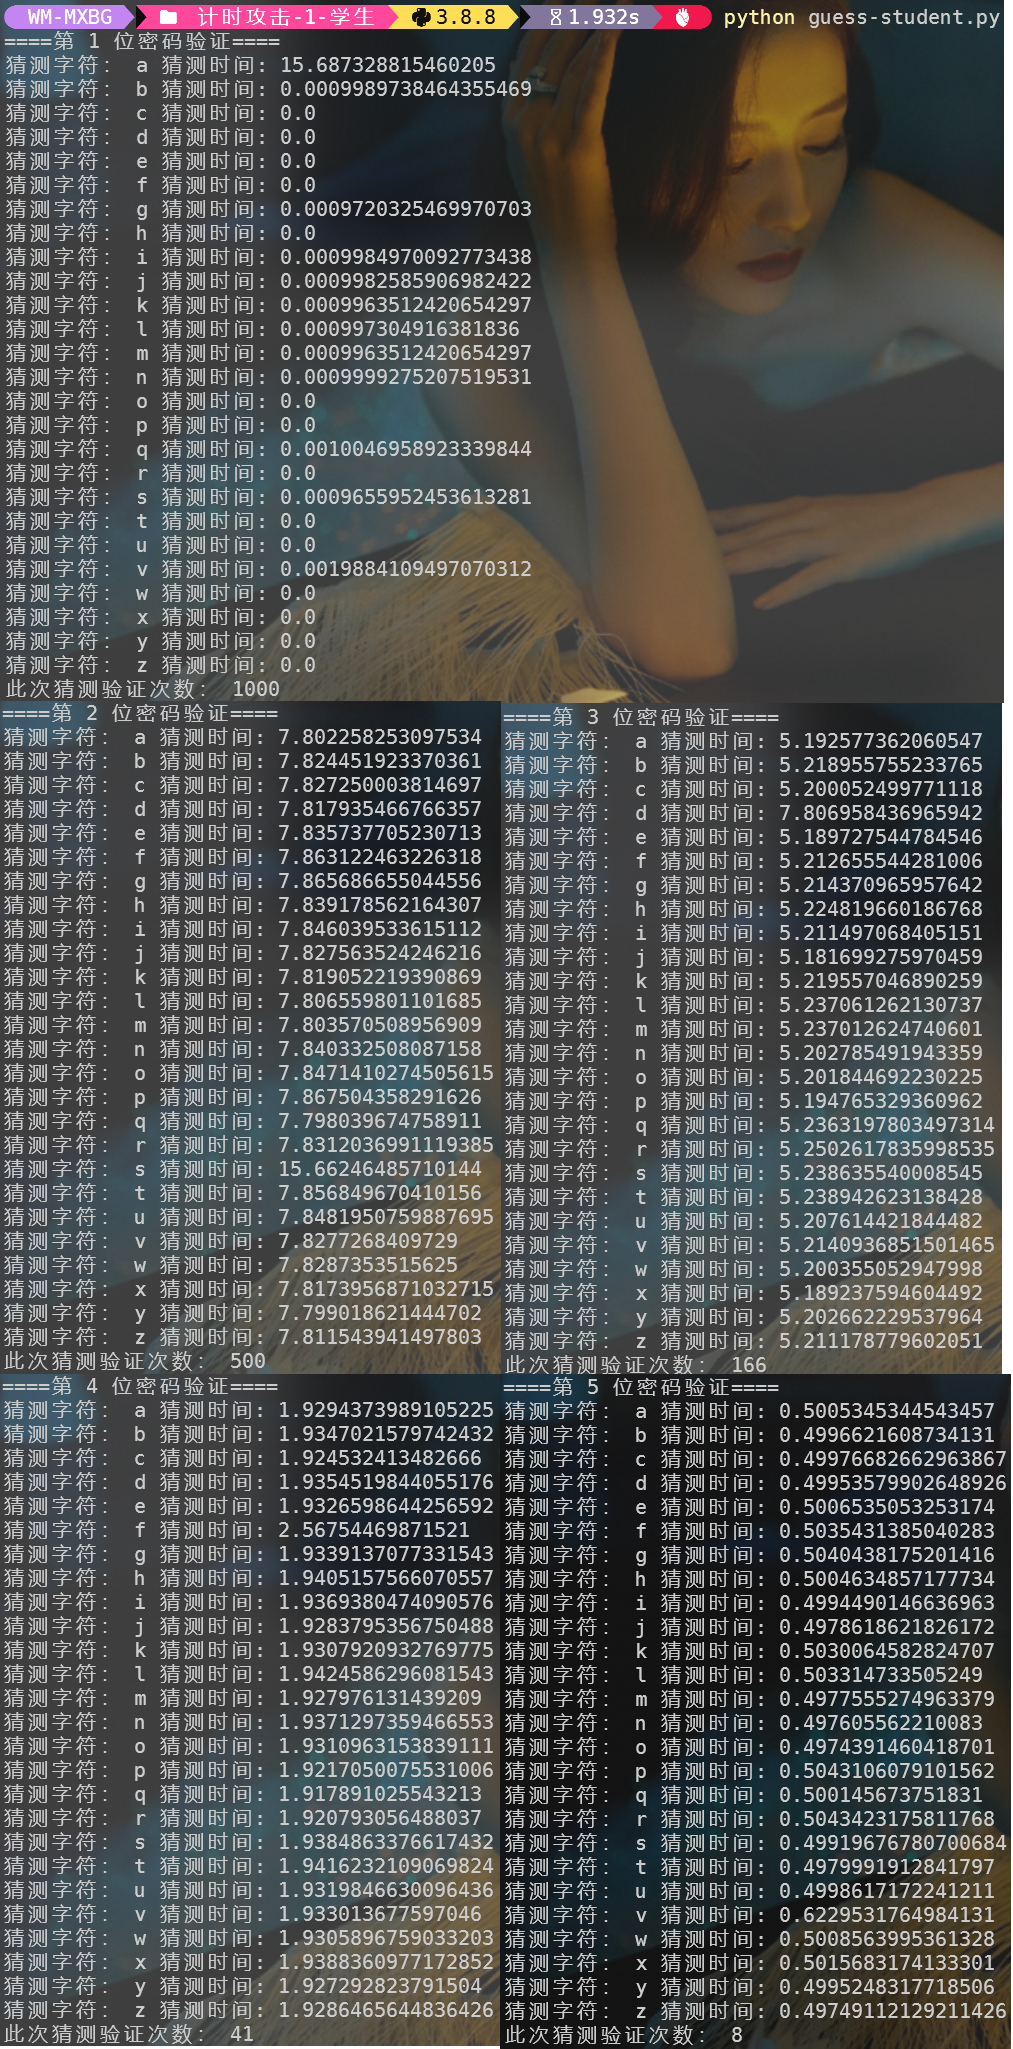 WM-MXBG 计时攻击-1-学生 3.8.8 1.932s python guess-student.py
====第 1 位密码验证====
猜测字符: a 猜测时间: 15.687328815460205
猜测字符: b 猜测时间: 0.0009989738464355469
猜测字符: c 猜测时间: 0.0
猜测字符: d 猜测时间: 0.0
猜测字符: e 猜测时间: 0.0
猜测字符: f 猜测时间: 0.0
猜测字符: g 猜测时间: 0.0009720325469970703
猜测字符: h 猜测时间: 0.0
猜测字符: i 猜测时间: 0.0009984970092773438
猜测字符: j 猜测时间: 0.0009982585906982422
猜测字符: k 猜测时间: 0.0009963512420654297
猜测字符: l 猜测时间: 0.000997304916381836
猜测字符: m 猜测时间: 0.0009963512420654297
猜测字符: n 猜测时间: 0.0009999275207519531
猜测字符: o 猜测时间: 0.0
猜测字符: p 猜测时间: 0.0
猜测字符: q 猜测时间: 0.0010046958923339844
猜测字符: r 猜测时间: 0.0
猜测字符: s 猜测时间: 0.0009655952453613281
猜测字符: t 猜测时间: 0.0
猜测字符: u 猜测时间: 0.0
猜测字符: v 猜测时间: 0.0019884109497070312
猜测字符: w 猜测时间: 0.0
猜测字符: x 猜测时间: 0.0
猜测字符: y 猜测时间: 0.0
猜测字符: z 猜测时间: 0.0
此次猜测验证次数: 1000
====第 2 位密码验证====
猜测字符: a 猜测时间: 7.802258253097534
猜测字符: b 猜测时间: 7.824451923370361
猜测字符: c 猜测时间: 7.827250003814697
猜测字符: d 猜测时间: 7.817935466766357
猜测字符: e 猜测时间: 7.835737705230713
猜测字符: f 猜测时间: 7.863122463226318
猜测字符: g 猜测时间: 7.865686655044556
猜测字符: h 猜测时间: 7.839178562164307
猜测字符: i 猜测时间: 7.846039533615112
猜测字符: j 猜测时间: 7.827563524246216
猜测字符: k 猜测时间: 7.819052219390869
猜测字符: l 猜测时间: 7.806559801101685
猜测字符: m 猜测时间: 7.803570508956909
猜测字符: n 猜测时间: 7.840332508087158
猜测字符: o 猜测时间: 7.8471410274505615
猜测字符: p 猜测时间: 7.867504358291626
猜测字符: q 猜测时间: 7.798039674758911
猜测字符: r 猜测时间: 7.8312036991119385
猜测字符: s 猜测时间: 15.66246485710144
猜测字符: t 猜测时间: 7.856849670410156
猜测字符: u 猜测时间: 7.8481950759887695
猜测字符: v 猜测时间: 7.8277268409729
猜测字符: w 猜测时间: 7.8287353515625
猜测字符: x 猜测时间: 7.8173956871032715
猜测字符: y 猜测时间: 7.799018621444702
猜测字符: z 猜测时间: 7.811543941497803
此次猜测验证次数: 500
====第 3 位密码验证====
猜测字符: a 猜测时间: 5.192577362060547
猜测字符: b 猜测时间: 5.218955755233765
猜测字符: c 猜测时间: 5.200052499771118
猜测字符: d 猜测时间: 7.806958436965942
猜测字符: e 猜测时间: 5.189727544784546
猜测字符: f 猜测时间: 5.212655544281006
猜测字符: g 猜测时间: 5.214370965957642
猜测字符: h 猜测时间: 5.224819660186768
猜测字符: i 猜测时间: 5.211497068405151
猜测字符: j 猜测时间: 5.181699275970459
猜测字符: k 猜测时间: 5.219557046890259
猜测字符: l 猜测时间: 5.237061262130737
猜测字符: m 猜测时间: 5.237012624740601
猜测字符: n 猜测时间: 5.202785491943359
猜测字符: o 猜测时间: 5.201844692230225
猜测字符: p 猜测时间: 5.194765329360962
猜测字符: q 猜测时间: 5.2363197803497314
猜测字符: r 猜测时间: 5.2502617835998535
猜测字符: s 猜测时间: 5.238635540008545
猜测字符: t 猜测时间: 5.238942623138428
猜测字符: u 猜测时间: 5.207614421844482
猜测字符: v 猜测时间: 5.2140936851501465
猜测字符: w 猜测时间: 5.200355052947998
猜测字符: x 猜测时间: 5.189237594604492
猜测字符: y 猜测时间: 5.202662229537964
猜测字符: z 猜测时间: 5.211178779602051
此次猜测验证次数: 166
====第 4 位密码验证====
猜测字符: a 猜测时间: 1.9294373989105225
猜测字符: b 猜测时间: 1.9347021579742432
猜测字符: c 猜测时间: 1.924532413482666
猜测字符: d 猜测时间: 1.9354519844055176
猜测字符: e 猜测时间: 1.9326598644256592
猜测字符: f 猜测时间: 2.56754469871521
猜测字符: g 猜测时间: 1.9339137077331543
猜测字符: h 猜测时间: 1.9405157566070557
猜测字符: i 猜测时间: 1.9369380474090576
猜测字符: j 猜测时间: 1.9283795356750488
猜测字符: k 猜测时间: 1.9307920932769775
猜测字符: l 猜测时间: 1.9424586296081543
猜测字符: m 猜测时间: 1.927976131439209
猜测字符: n 猜测时间: 1.9371297359466553
猜测字符: o 猜测时间: 1.9310963153839111
猜测字符: p 猜测时间: 1.9217050075531006
猜测字符: q 猜测时间: 1.917891025543213
猜测字符: r 猜测时间: 1.920793056488037
猜测字符: s 猜测时间: 1.9384863376617432
猜测字符: t 猜测时间: 1.9416232109069824
猜测字符: u 猜测时间: 1.9319846630096436
猜测字符: v 猜测时间: 1.933013677597046
猜测字符: w 猜测时间: 1.9305896759033203
猜测字符: x 猜测时间: 1.9388360977172852
猜测字符: y 猜测时间: 1.927292823791504
猜测字符: z 猜测时间: 1.9286465644836426
此次猜测验证次数: 41
====第 5 位密码验证====
猜测字符: a 猜测时间: 0.5005345344543457
猜测字符: b 猜测时间: 0.4996621608734131
猜测字符: c 猜测时间: 0.49976682662963867
猜测字符: d 猜测时间: 0.49953579902648926
猜测字符: e 猜测时间: 0.5006535053253174
猜测字符: f 猜测时间: 0.5035431385040283
猜测字符: g 猜测时间: 0.5040438175201416
猜测字符: h 猜测时间: 0.5004634857177734
猜测字符: i 猜测时间: 0.4994490146636963
猜测字符: j 猜测时间: 0.4978618621826172
猜测字符: k 猜测时间: 0.5030064582824707
猜测字符: l 猜测时间: 0.503314733505249
猜测字符: m 猜测时间: 0.49775552749633​79
猜测字符: n 猜测时间: 0.497605562210083
猜测字符: o 猜测时间: 0.4974391460418701
猜测字符: p 猜测时间: 0.5043106079101562
猜测字符: q 猜测时间: 0.500145673751831
猜测字符: r 猜测时间: 0.5043423175811768
猜测字符: s 猜测时间: 0.49919676780700684
猜测字符: t 猜测时间: 0.49799919128​41797
猜测字符: u 猜测时间: 0.4998617172241211
猜测字符: v 猜测时间: 0.6229531764984131
猜测字符: w 猜测时间: 0.5008563995361328
猜测字符: x 猜测时间: 0.5015683174133301
猜测字符: y 猜测时间: 0.4995248317718506
猜测字符: z 猜测时间: 0.49749112129211426
此次猜测验证次数: 8